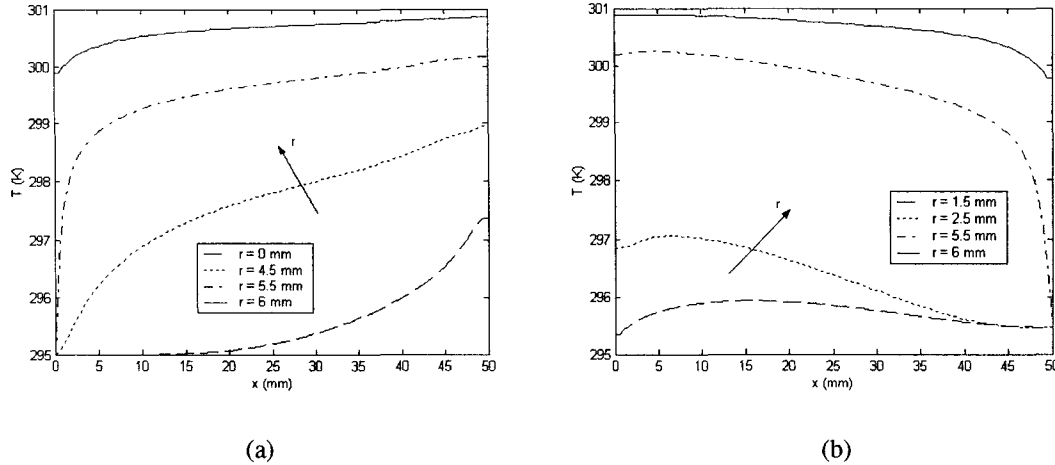 301
300
299
298
297
296
295
T (K)
r
r = 0 mm
r = 4.5 mm
r = 5.5 mm
r = 6 mm
0 5 10 15 20 25 30 35 40 45 50
x (mm)
(a)
301
300
299
298
297
296
295
T (K)
r
r = 1.5 mm
r = 2.5 mm
r = 5.5 mm
r = 6 mm
0 5 10 15 20 25 30 35 40 45 50
x (mm)
(b)